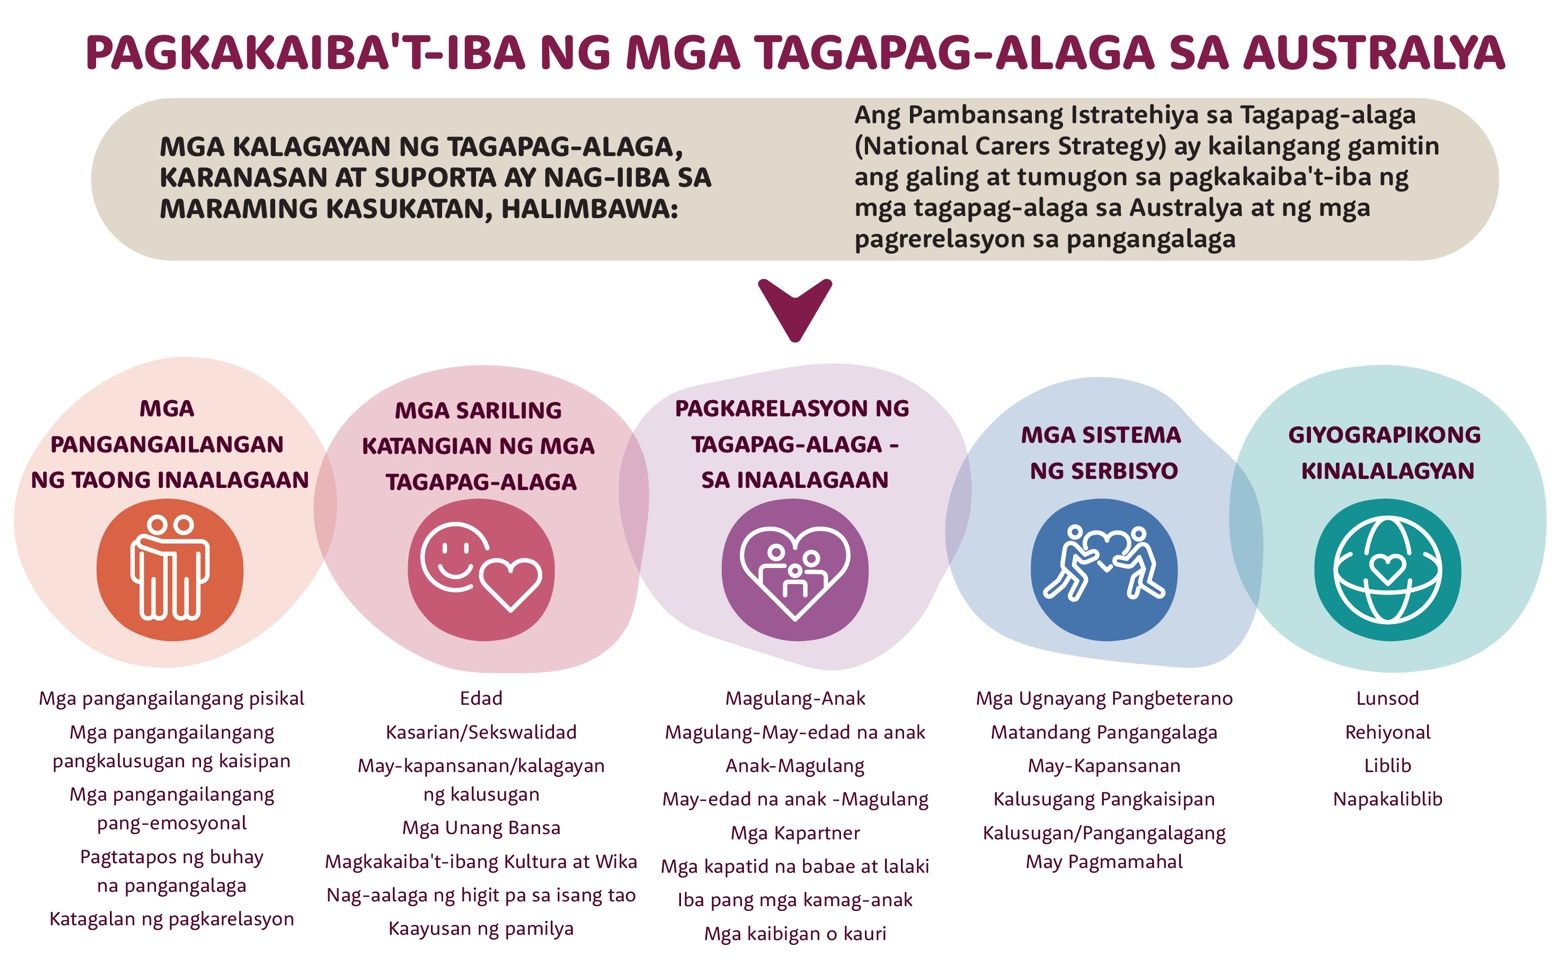 PAGKAKAIBA'T-IBA NG MGA TAGAPAG-ALAGA SA AUSTRALYA
MGA KALAGAYAN NG TAGAPAG-ALAGA,
KARANASAN AT SUPORTA AY NAG-IIBA SA
MARAMING KASUKATAN, HALIMBAWA:
Ang Pambansang Istratehiya sa Tagapag-alaga
(National Carers Strategy) ay kailangang gamitin
ang galing at tumugon sa pagkakaiba't-iba ng
mga tagapag-alaga sa Australya at ng mga
pagrerelasyon sa pangangalaga
MGA
PANGANGAILANGAN
NG TAONG INAALAGAAN
Mga pangangailangang pisikal
Mga pangangailangang
pangkalusugan ng kaisipan
Mga pangangailangang
pang-emosyonal
Pagtatapos ng buhay
na pangangalaga
Katagalan ng pagkarelasyon
MGA SARILING
KATANGIAN NG MGA
TAGAPAG-ALAGA
Edad
Kasarian/Sekswalidad
May-kapansanan/kalagayan
ng kalusugan
Mga Unang Bansa
Magkakaiba't-ibang Kultura at Wika
Nag-aalaga ng higit pa sa isang tao
Kaayusan ng pamilya
PAGKARELASYON NG
TAGAPAG-ALAGA -
SA INAALAGAAN
Magulang-Anak
Magulang-May-edad na anak
Anak-Magulang
May-edad na anak -Magulang
Mga Kapartner
Mga kapatid na babae at lalaki
Iba pang mga kamag-anak
Mga kaibigan o kauri
MGA SISTEMA
NG SERBISYO
Mga Ugnayang Pangbeterano
Matandang Pangangalaga
May-Kapansanan
Kalusugang Pangkaisipan
Kalusugan/Pangangalagang
May Pagmamahal
GIYOGRAPIKONG
KINALALAGYAN
Lunsod
Rehiyonal
Liblib
Napakaliblib